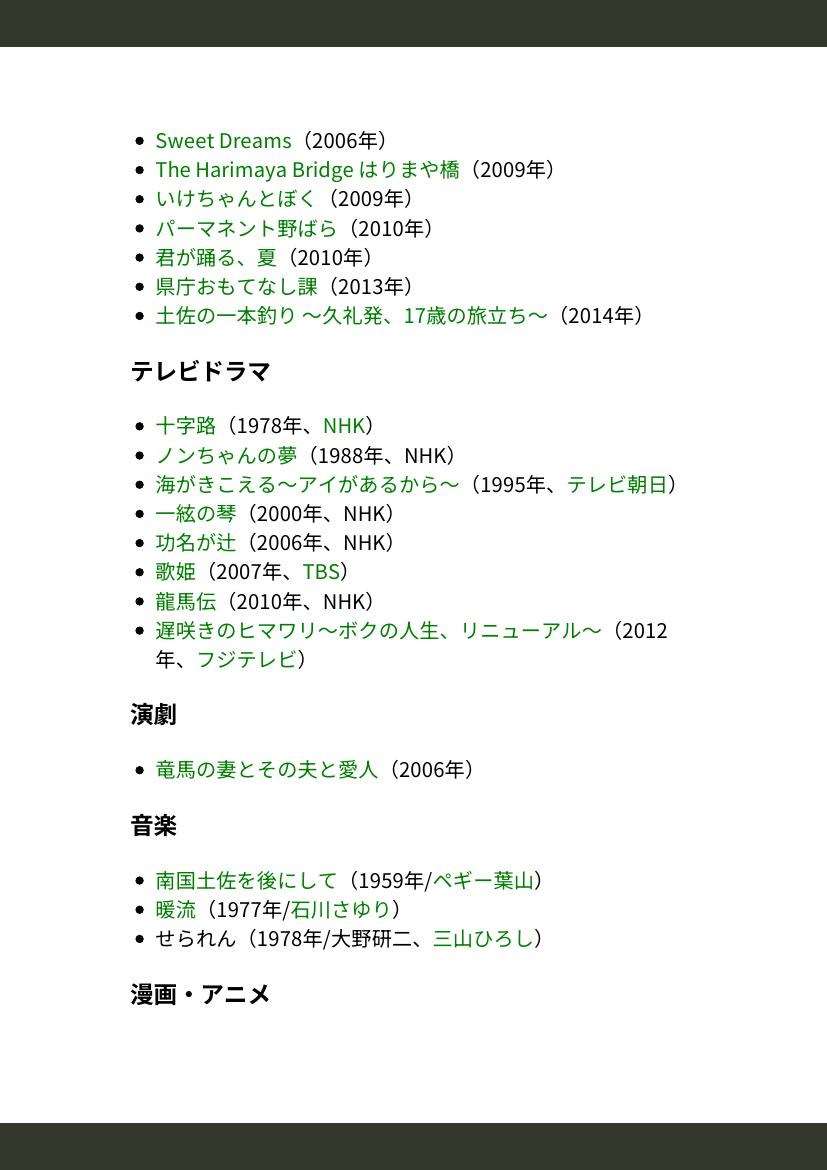 Sweet Dreams（2006年）
The Harimaya Bridge はりまや橋（2009年）
いけちゃんとぼく（2009年）
パーマネント野ばら（2010年）
君が踊る、夏（2010年）
県庁おもてなし課（2013年）
土佐の一本釣り 〜久礼発、17歳の旅立ち〜（2014年）
テレビドラマ
十字路（1978年、NHK）
ノンちゃんの夢（1988年、NHK）
海がきこえる〜アイがあるから〜（1995年、テレビ朝日）
一絃の琴（2000年、NHK）
功名が辻（2006年、NHK）
歌姫（2007年、TBS）
龍馬伝（2010年、NHK）
遅咲きのヒマワリ〜ボクの人生、リニューアル〜（2012
年、フジテレビ）
演劇
竜馬の妻とその夫と愛人（2006年）
音楽
南国土佐を後にして（1959年/ペギー葉山）
暖流（1977年/石川さゆり）
せられん（1978年/大野研二、三山ひろし）
漫画・アニメ